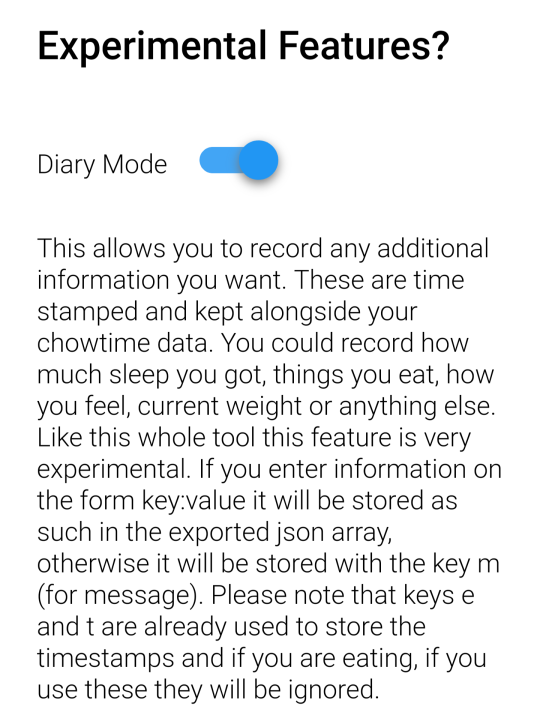 Experimental Features?
Diary Mode
This allows you to record any additional
information you want. These are time
stamped and kept alongside your
chowtime data. You could record how
much sleep you got, things you eat, how
you feel, current weight or anything else.
Like this whole tool this feature is very
experimental. If you enter information on
the form key:value it will be stored as
such in the exported json array,
otherwise it will be stored with the key m
(for message). Please note that keys e
and t are already used to store the
timestamps and if you are eating, if you
use these they will be ignored.